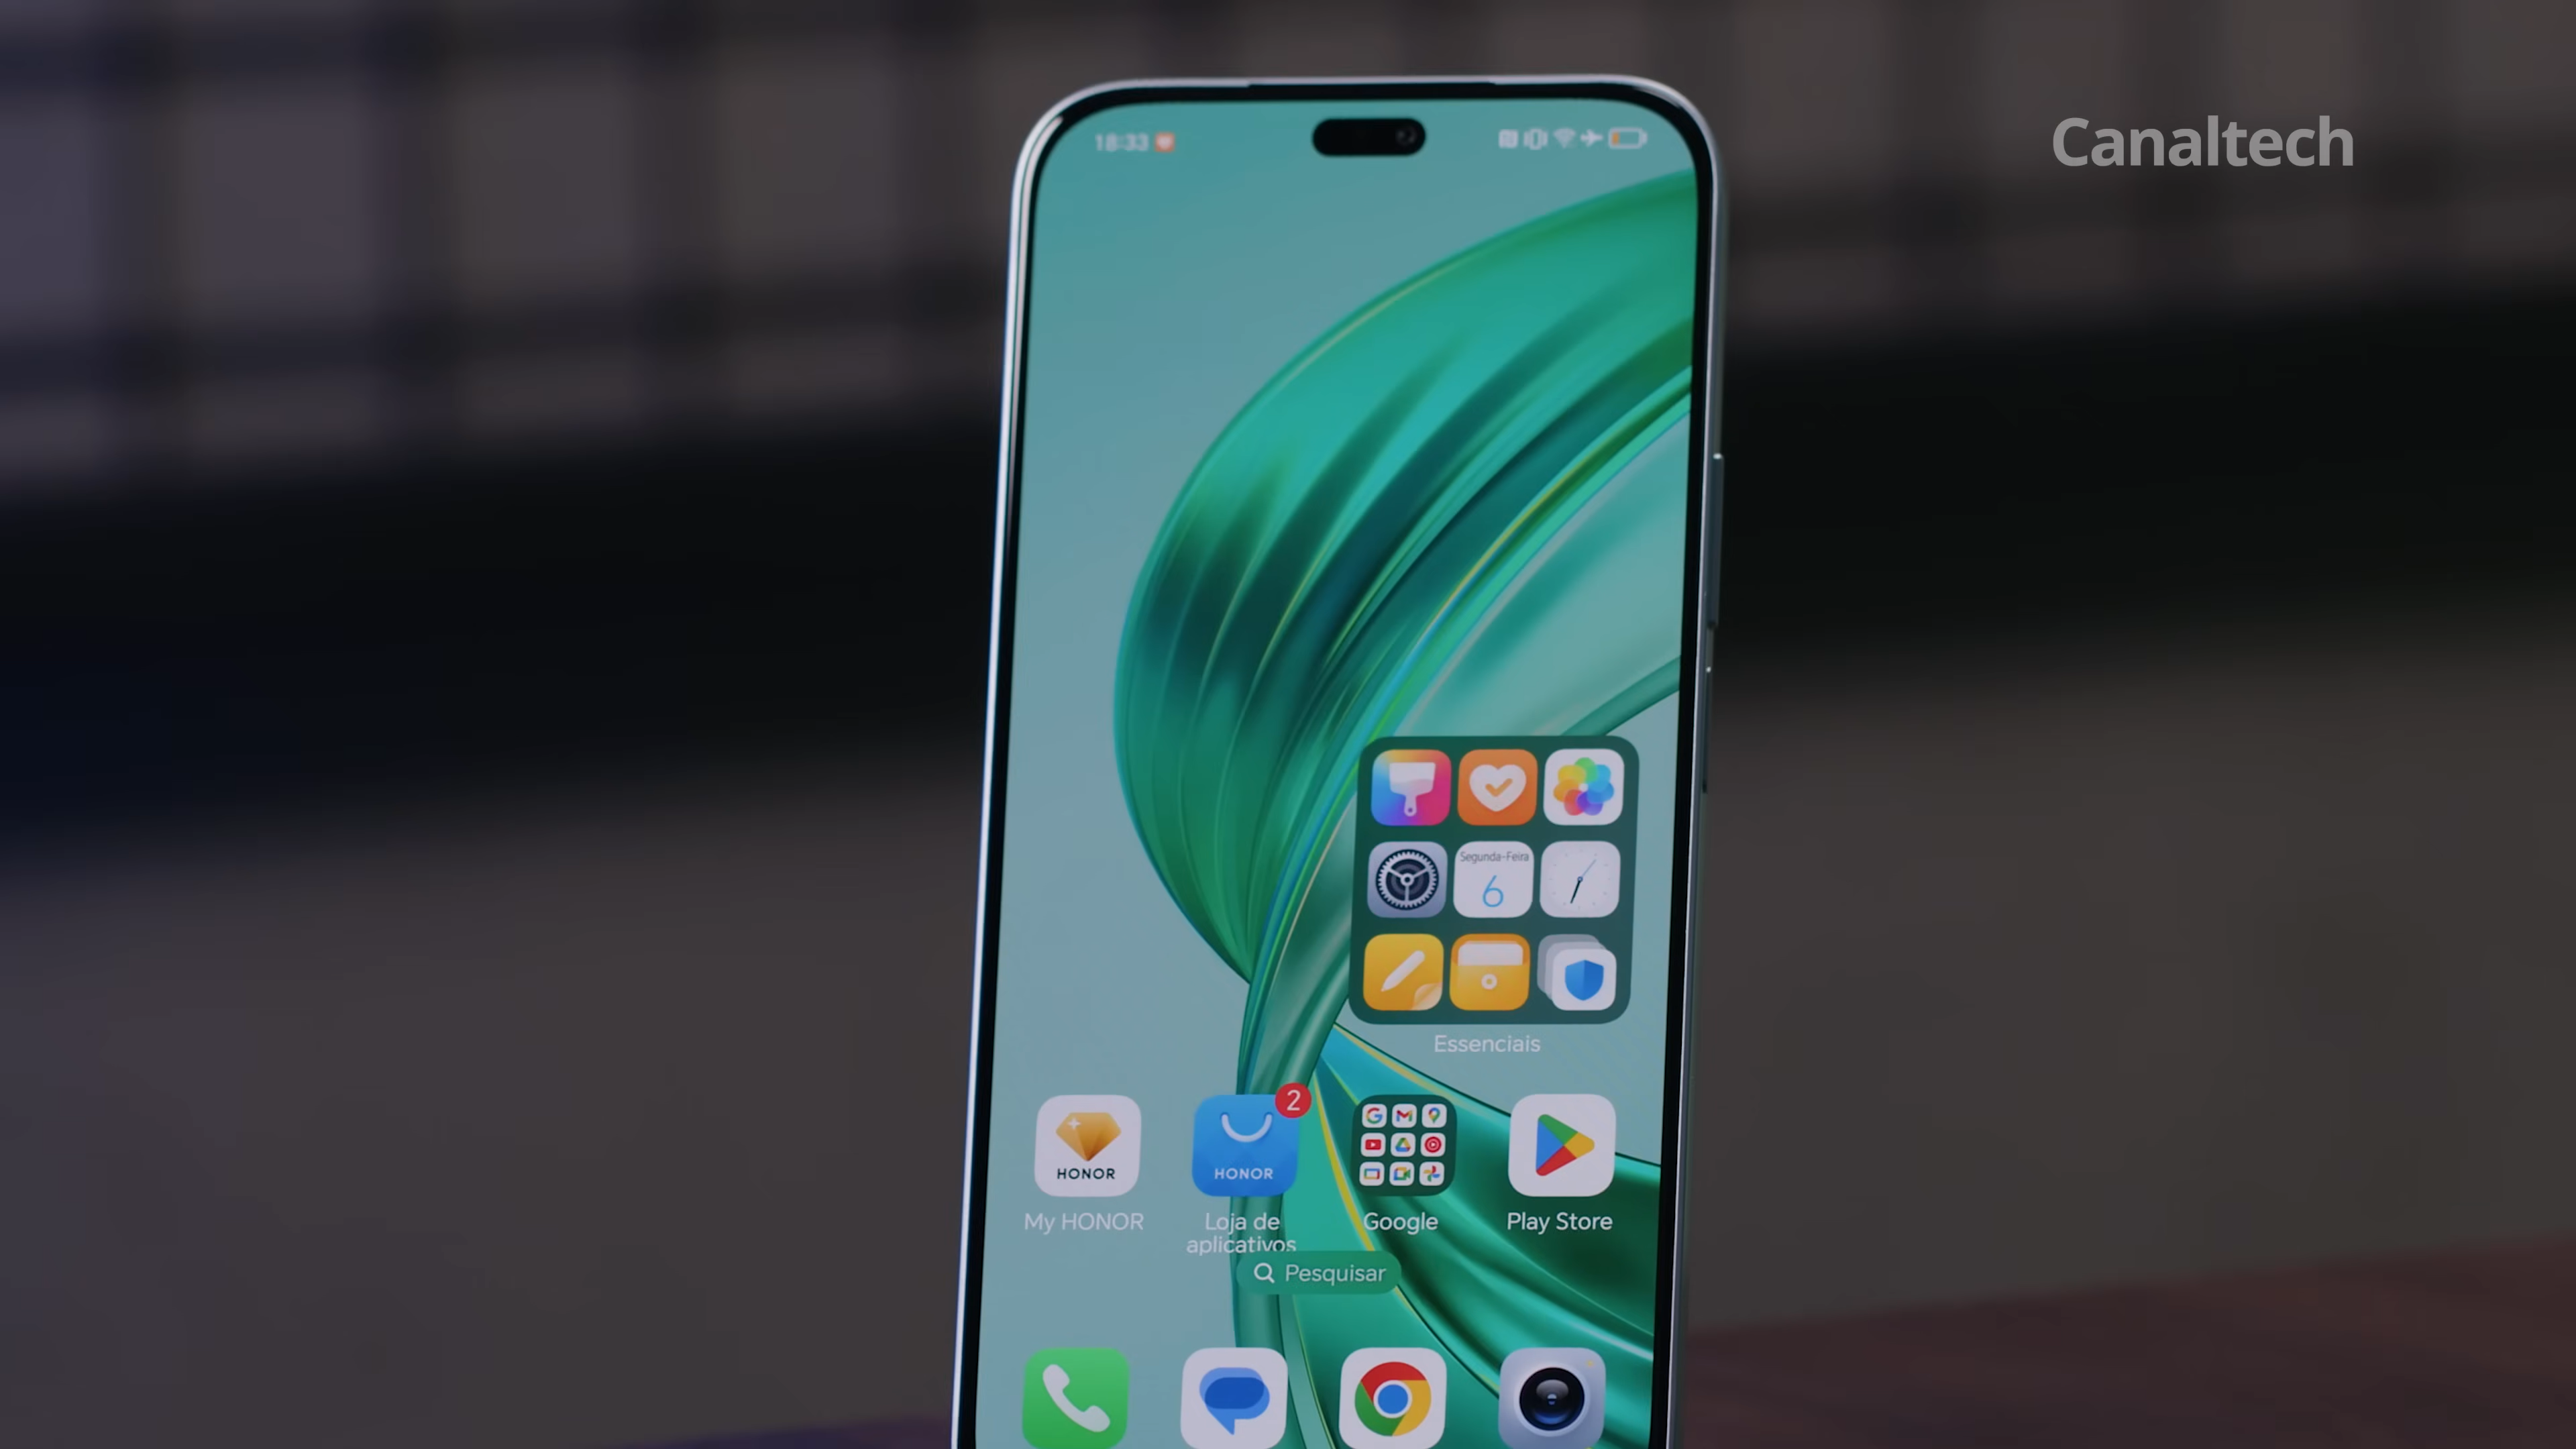 Canaltech
18:33
Segunda-Feira
6
Essenciais
2
HONOR
HONOR
My HONOR
Loja de
aplicativos
Google
Play Store
Pesquisar